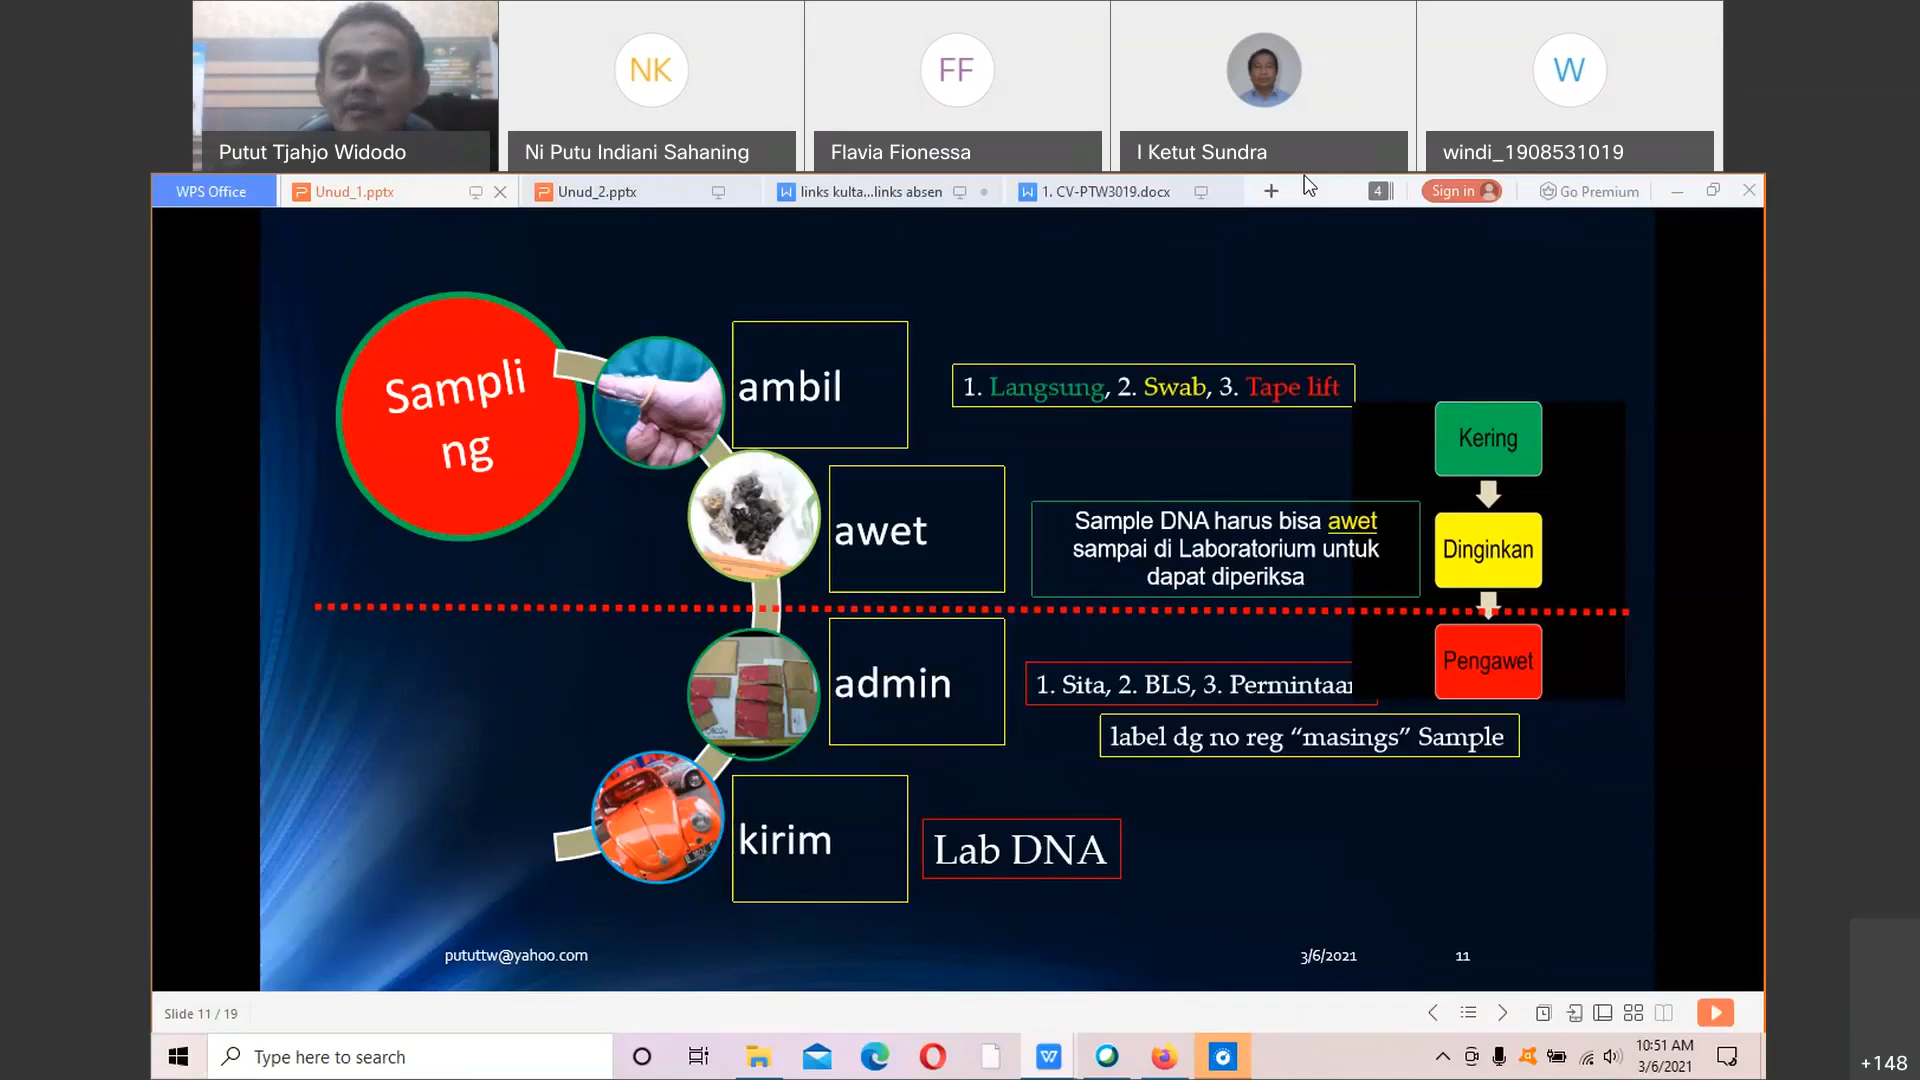 NK
FF
W
Putut Tjahjo Widodo
Ni Putu Indiani Sahaning
Flavia Fionessa
I Ketut Sundra
windi_1908531019
WPS Office
Unud_1.pptx
Unud_2.pptx
links kulta...links absen
1. CV-PTW3019.docx
4
Sign in
Go Premium
Sampli
ng
ambil
1. Langsung, 2. Swab, 3. Tape lift
Kering
awet
Sample DNA harus bisa awet
sampai di Laboratorium untuk
dapat diperiksa
Dinginkan
Pengawet
admin
1. Sita, 2. BLS, 3. Permintaan
label dg no reg “masings” Sample
kirim
Lab DNA
pututtw@yahoo.com
3/6/2021
11
Slide 11 / 19
Type here to search
10:51 AM
3/6/2021
+148